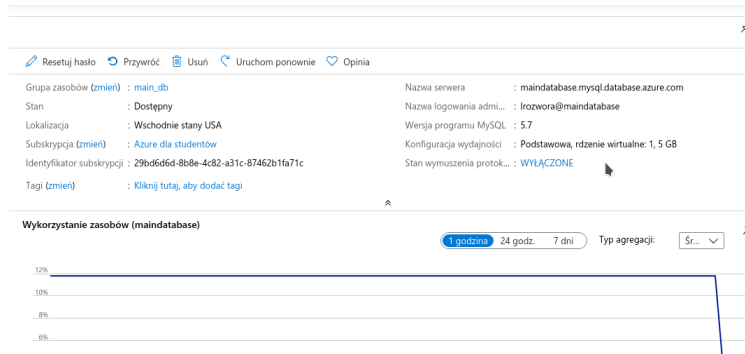 Resetuj hasło Przywróć Usuń Uruchom ponownie Opinia
Grupa zasobów (zmień) : main_db
Stan : Dostępny
Lokalizacja : Wschodnie stany USA
Subskrypcja (zmień) : Azure dla studentów
Identyfikator subskrypcji : 29bd6d6d-8b8e-4c82-a31c-87462b1fa71c
Tagi (zmień) : Kliknij tutaj, aby dodać tagi
Nazwa serwera : maindatabase.mysql.database.azure.com
Nazwa logowania admi... : lrozwora@maindatabase
Wersja programu MySQL : 5.7
Konfiguracja wydajności : Podstawowa, rdzenie wirtualne: 1, 5 GB
Stan wymuszenia protok... : WYŁĄCZONE
Wykorzystanie zasobów (maindatabase)
1 godzina 24 godz. 7 dni Typ agregacji: Śr...
12%
10%
8%
6%